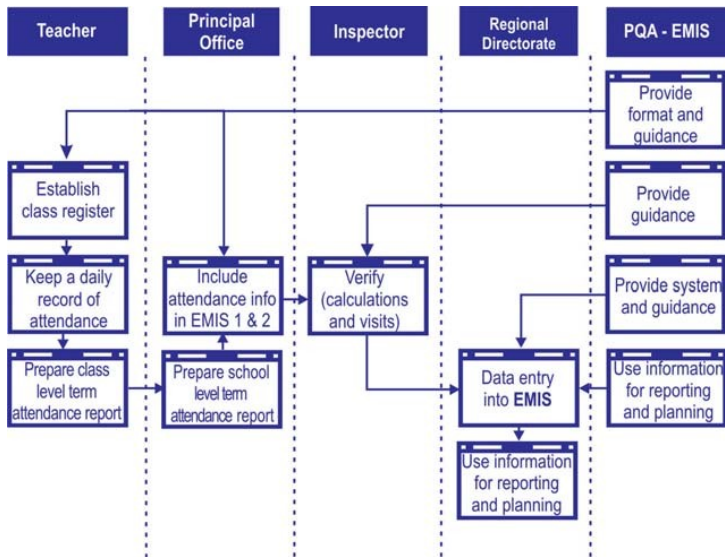 Teacher
Principal
Office
Inspector
Regional
Directorate
PQA - EMIS
Provide
format and
guidance
Establish
class register
Provide
guidance
Keep a daily
record of
attendance
Include
attendance info
in EMIS 1 & 2
Verify
(calculations
and visits)
Provide system
and guidance
Prepare class
level term
attendance report
Prepare school
level term
attendance report
Data entry
into EMIS
Use information
for reporting
and planning
Use information
for reporting
and planning